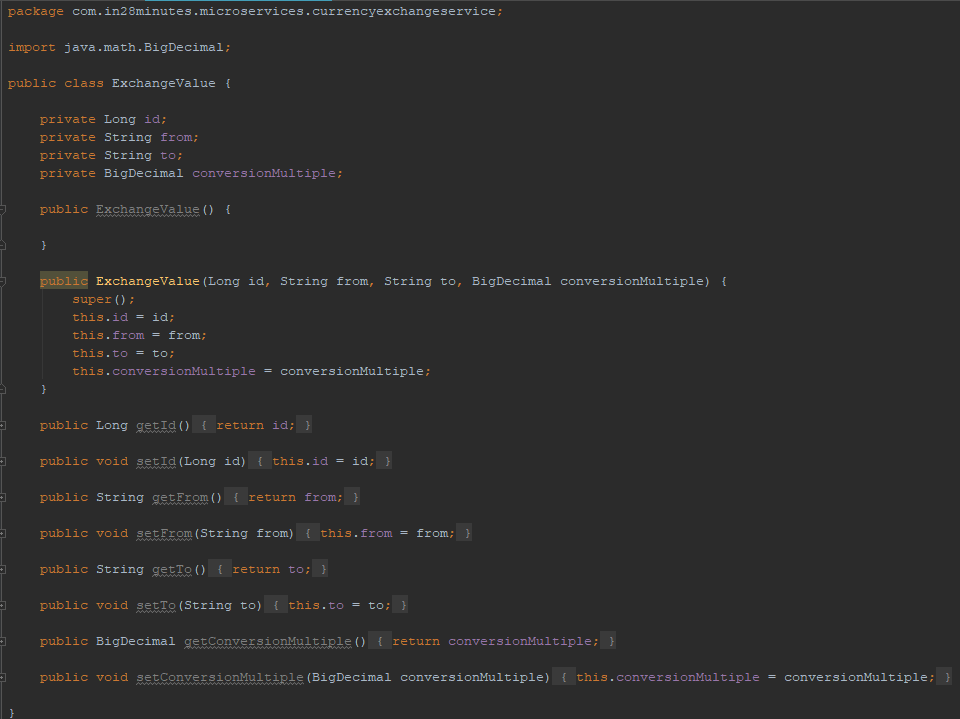 package com.in28minutes.microservices.currencyexchangeservice;
import java.math.BigDecimal;
public class ExchangeValue {
private Long id;
private String from;
private String to;
private BigDecimal conversionMultiple;
public ExchangeValue() {
}
public ExchangeValue(Long id, String from, String to, BigDecimal conversionMultiple) {
super();
this.id = id;
this.from = from;
this.to = to;
this.conversionMultiple = conversionMultiple;
}
public Long getId() { return id; }
public void setId(Long id) { this.id = id; }
public String getFrom() { return from; }
public void setFrom(String from) { this.from = from; }
public String getTo() { return to; }
public void setTo(String to) { this.to = to; }
public BigDecimal getConversionMultiple() { return conversionMultiple; }
public void setConversionMultiple(BigDecimal conversionMultiple) { this.conversionMultiple = conversionMultiple; }
}